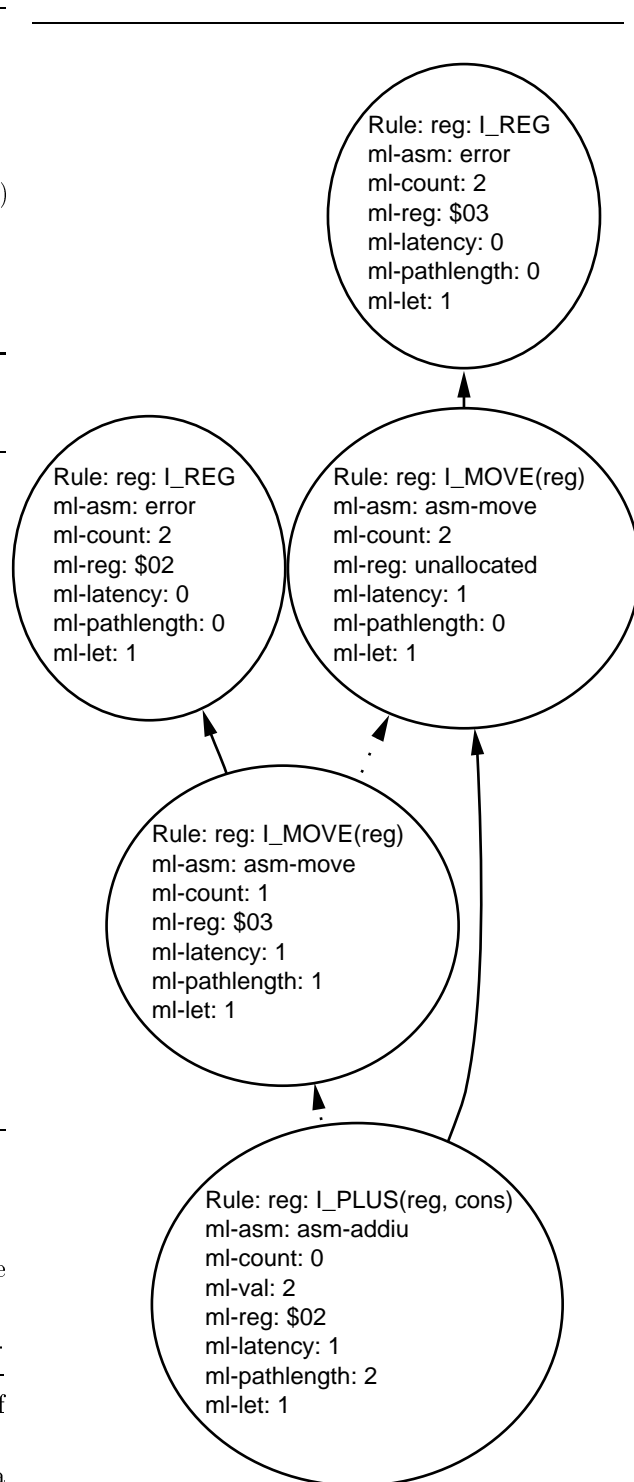 Rule: reg: I_REG
ml-asm: error
ml-count: 2
ml-reg: $03
ml-latency: 0
ml-pathlength: 0
ml-let: 1
)
Rule: reg: I_REG
ml-asm: error
ml-count: 2
ml-reg: $02
ml-latency: 0
ml-pathlength: 0
ml-let: 1
Rule: reg: I_MOVE(reg)
ml-asm: asm-move
ml-count: 2
ml-reg: unallocated
ml-latency: 1
ml-pathlength: 0
ml-let: 1
Rule: reg: I_MOVE(reg)
ml-asm: asm-move
ml-count: 1
ml-reg: $03
ml-latency: 1
ml-pathlength: 1
ml-let: 1
Rule: reg: I_PLUS(reg, cons)
ml-asm: asm-addiu
ml-count: 0
ml-val: 2
ml-reg: $02
ml-latency: 1
ml-pathlength: 2
ml-let: 1
e
.
-
f
a